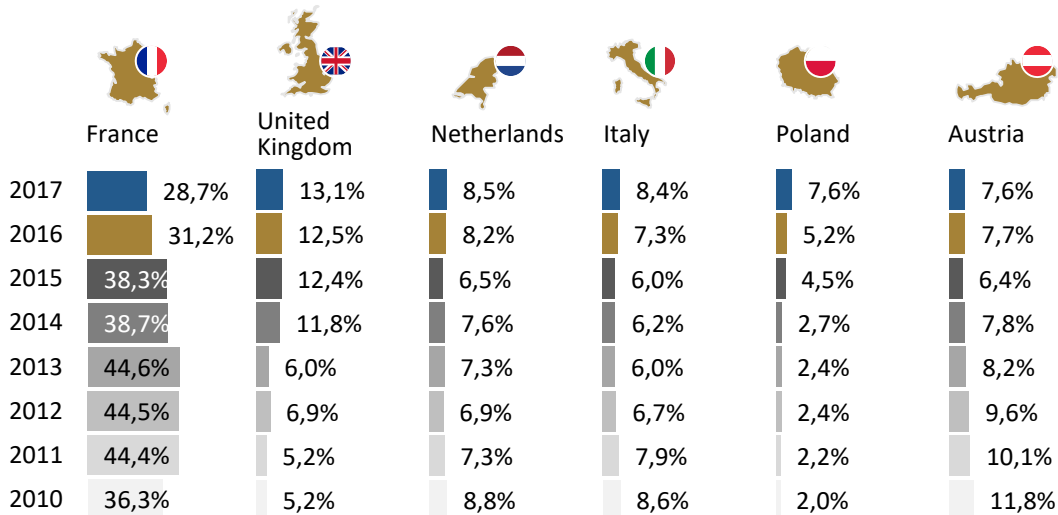 France United Kingdom Netherlands Italy Poland Austria
2017 28,7% 13,1% 8,5% 8,4% 7,6% 7,6%
2016 31,2% 12,5% 8,2% 7,3% 5,2% 7,7%
2015 38,3% 12,4% 6,5% 6,0% 4,5% 6,4%
2014 38,7% 11,8% 7,6% 6,2% 2,7% 7,8%
2013 44,6% 6,0% 7,3% 6,0% 2,4% 8,2%
2012 44,5% 6,9% 6,9% 6,7% 2,4% 9,6%
2011 44,4% 5,2% 7,3% 7,9% 2,2% 10,1%
2010 36,3% 5,2% 8,8% 8,6% 2,0% 11,8%